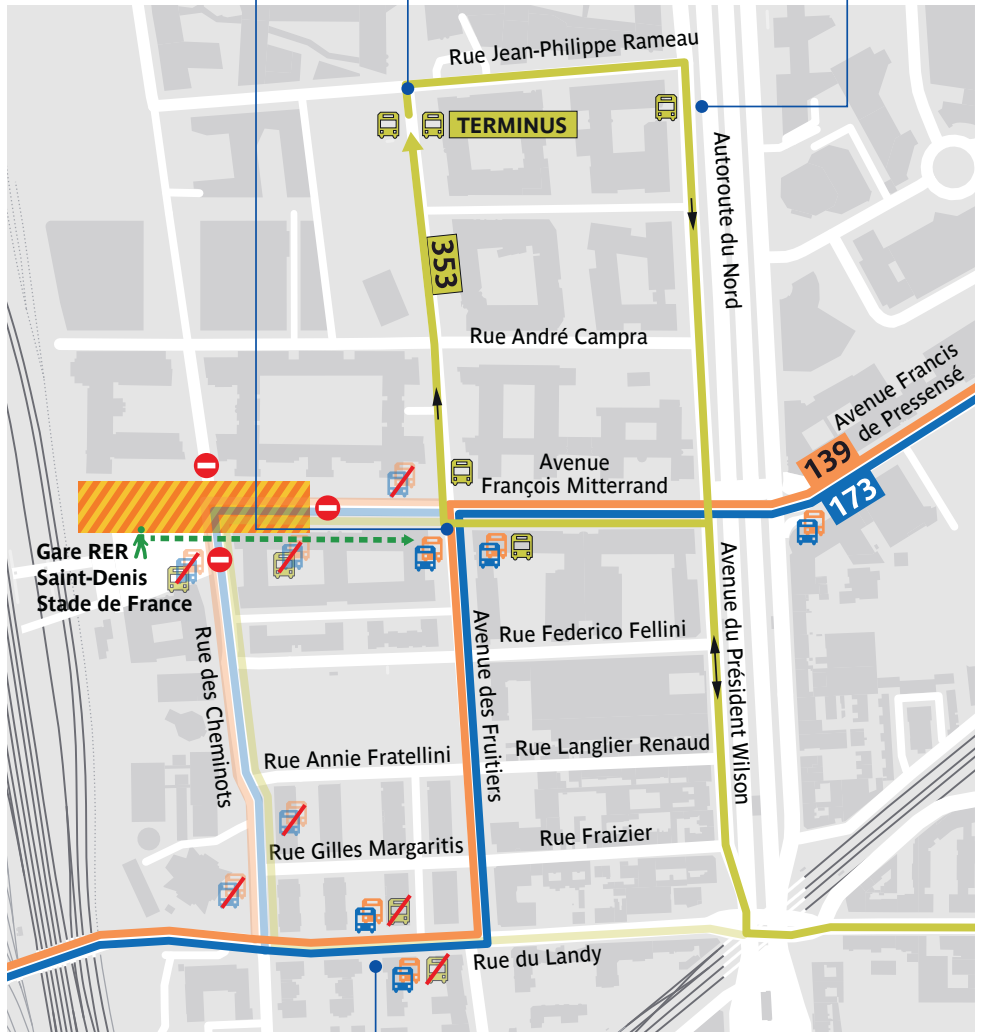 Rue Jean-Philippe Rameau
TERMINUS
Autoroute du Nord
353
Rue André Campra
Avenue Francis
de Pressensé
139
173
Avenue
François Mitterrand
Gare RER
Saint-Denis
Stade de France
Rue des Cheminots
Avenue des Fruitiers
Rue Federico Fellini
Avenue du Président Wilson
Rue Annie Fratellini
Rue Langlier Renaud
Rue Gilles Margaritis
Rue Fraizier
Rue du Landy